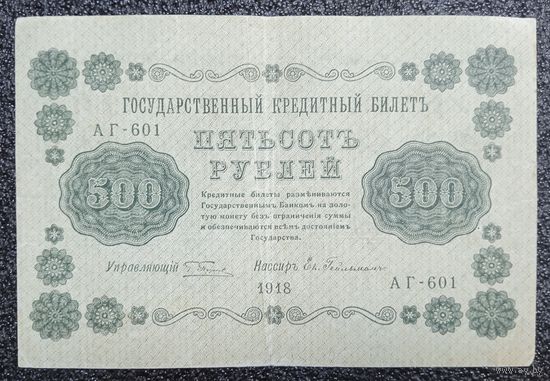 ГОСУДАРСТВЕННЫЙ КРЕДИТНЫЙ БИЛЕТЪ
АГ-601
ПЯТЬСОТЪ
РУБЛЕЙ
500
500
Кредитные билеты размѣниваются
Государственнымъ Банкомъ на золо-
тую монету безъ ограниченія суммы
и обезпечиваются всѣмъ достояніемъ
Государства.
Управляющій
Кассиръ
1918
АГ-601